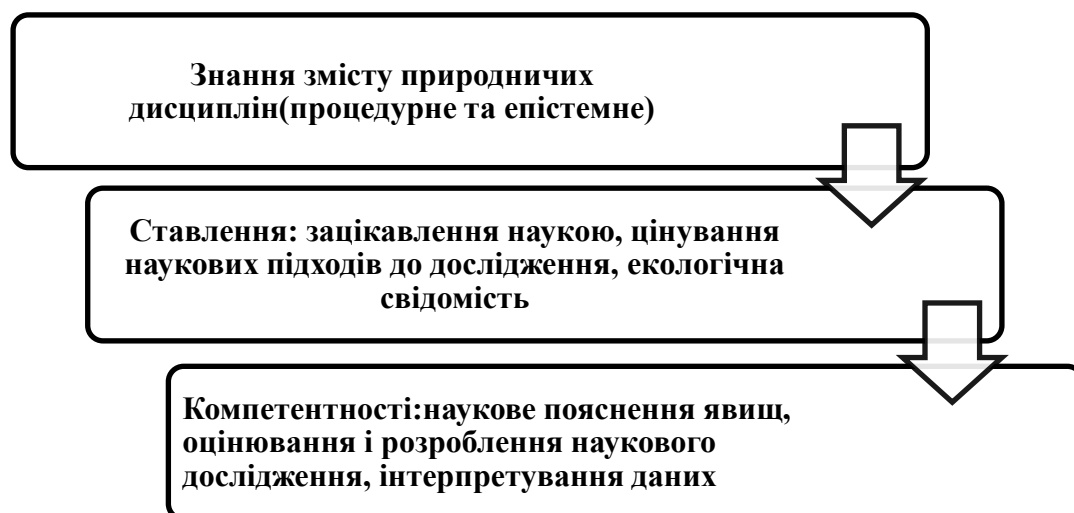 Знання змісту природничих
дисциплін(процедурне та епістемне)
Ставлення: зацікавлення наукою, цінування
наукових підходів до дослідження, екологічна
свідомість
Компетентності:наукове пояснення явищ,
оцінювання і розроблення наукового
дослідження, інтерпретування даних